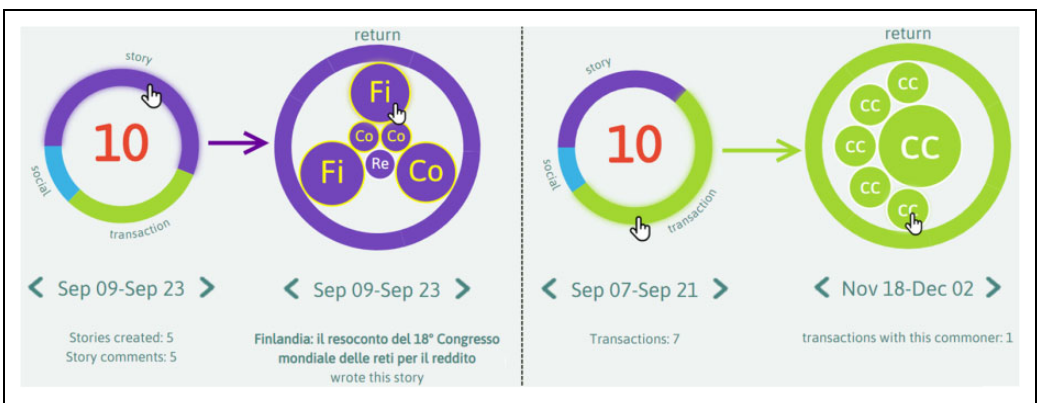 story
10
social
transaction
Sep 09-Sep 23
Stories created: 5
Story comments: 5
return
Fi
Co Co
Fi Re Co
Sep 09-Sep 23
Finlandia: il resoconto del 18° Congresso
mondiale delle reti per il reddito
wrote this story
story
10
social
transaction
Sep 07-Sep 21
Transactions: 7
return
CC
CC
CC
CC
CC
CC
Nov 18-Dec 02
transactions with this commoner: 1